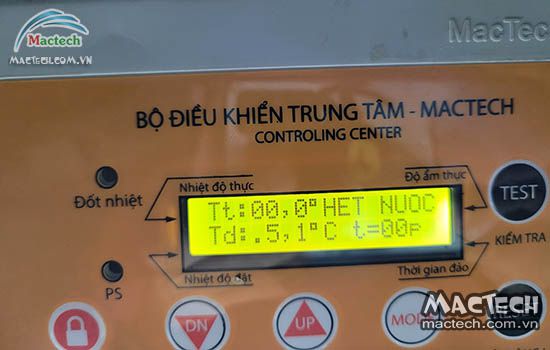 Mactech
MACTECH.COM.VN
MacTec
BỘ ĐIỀU KHIỂN TRUNG TÂM - MACTECH
CONTROLING CENTER
Đốt nhiệt
Nhiệt độ thực
Độ ẩm thực
Tt:00,0°HET NUOC
Td:.5,1°C t=00P
TEST
KIỂM TRA
PS
Nhiệt độ đặt
Thời gian đảo
DN
UP
MACTECH
www.mactech.com.vn